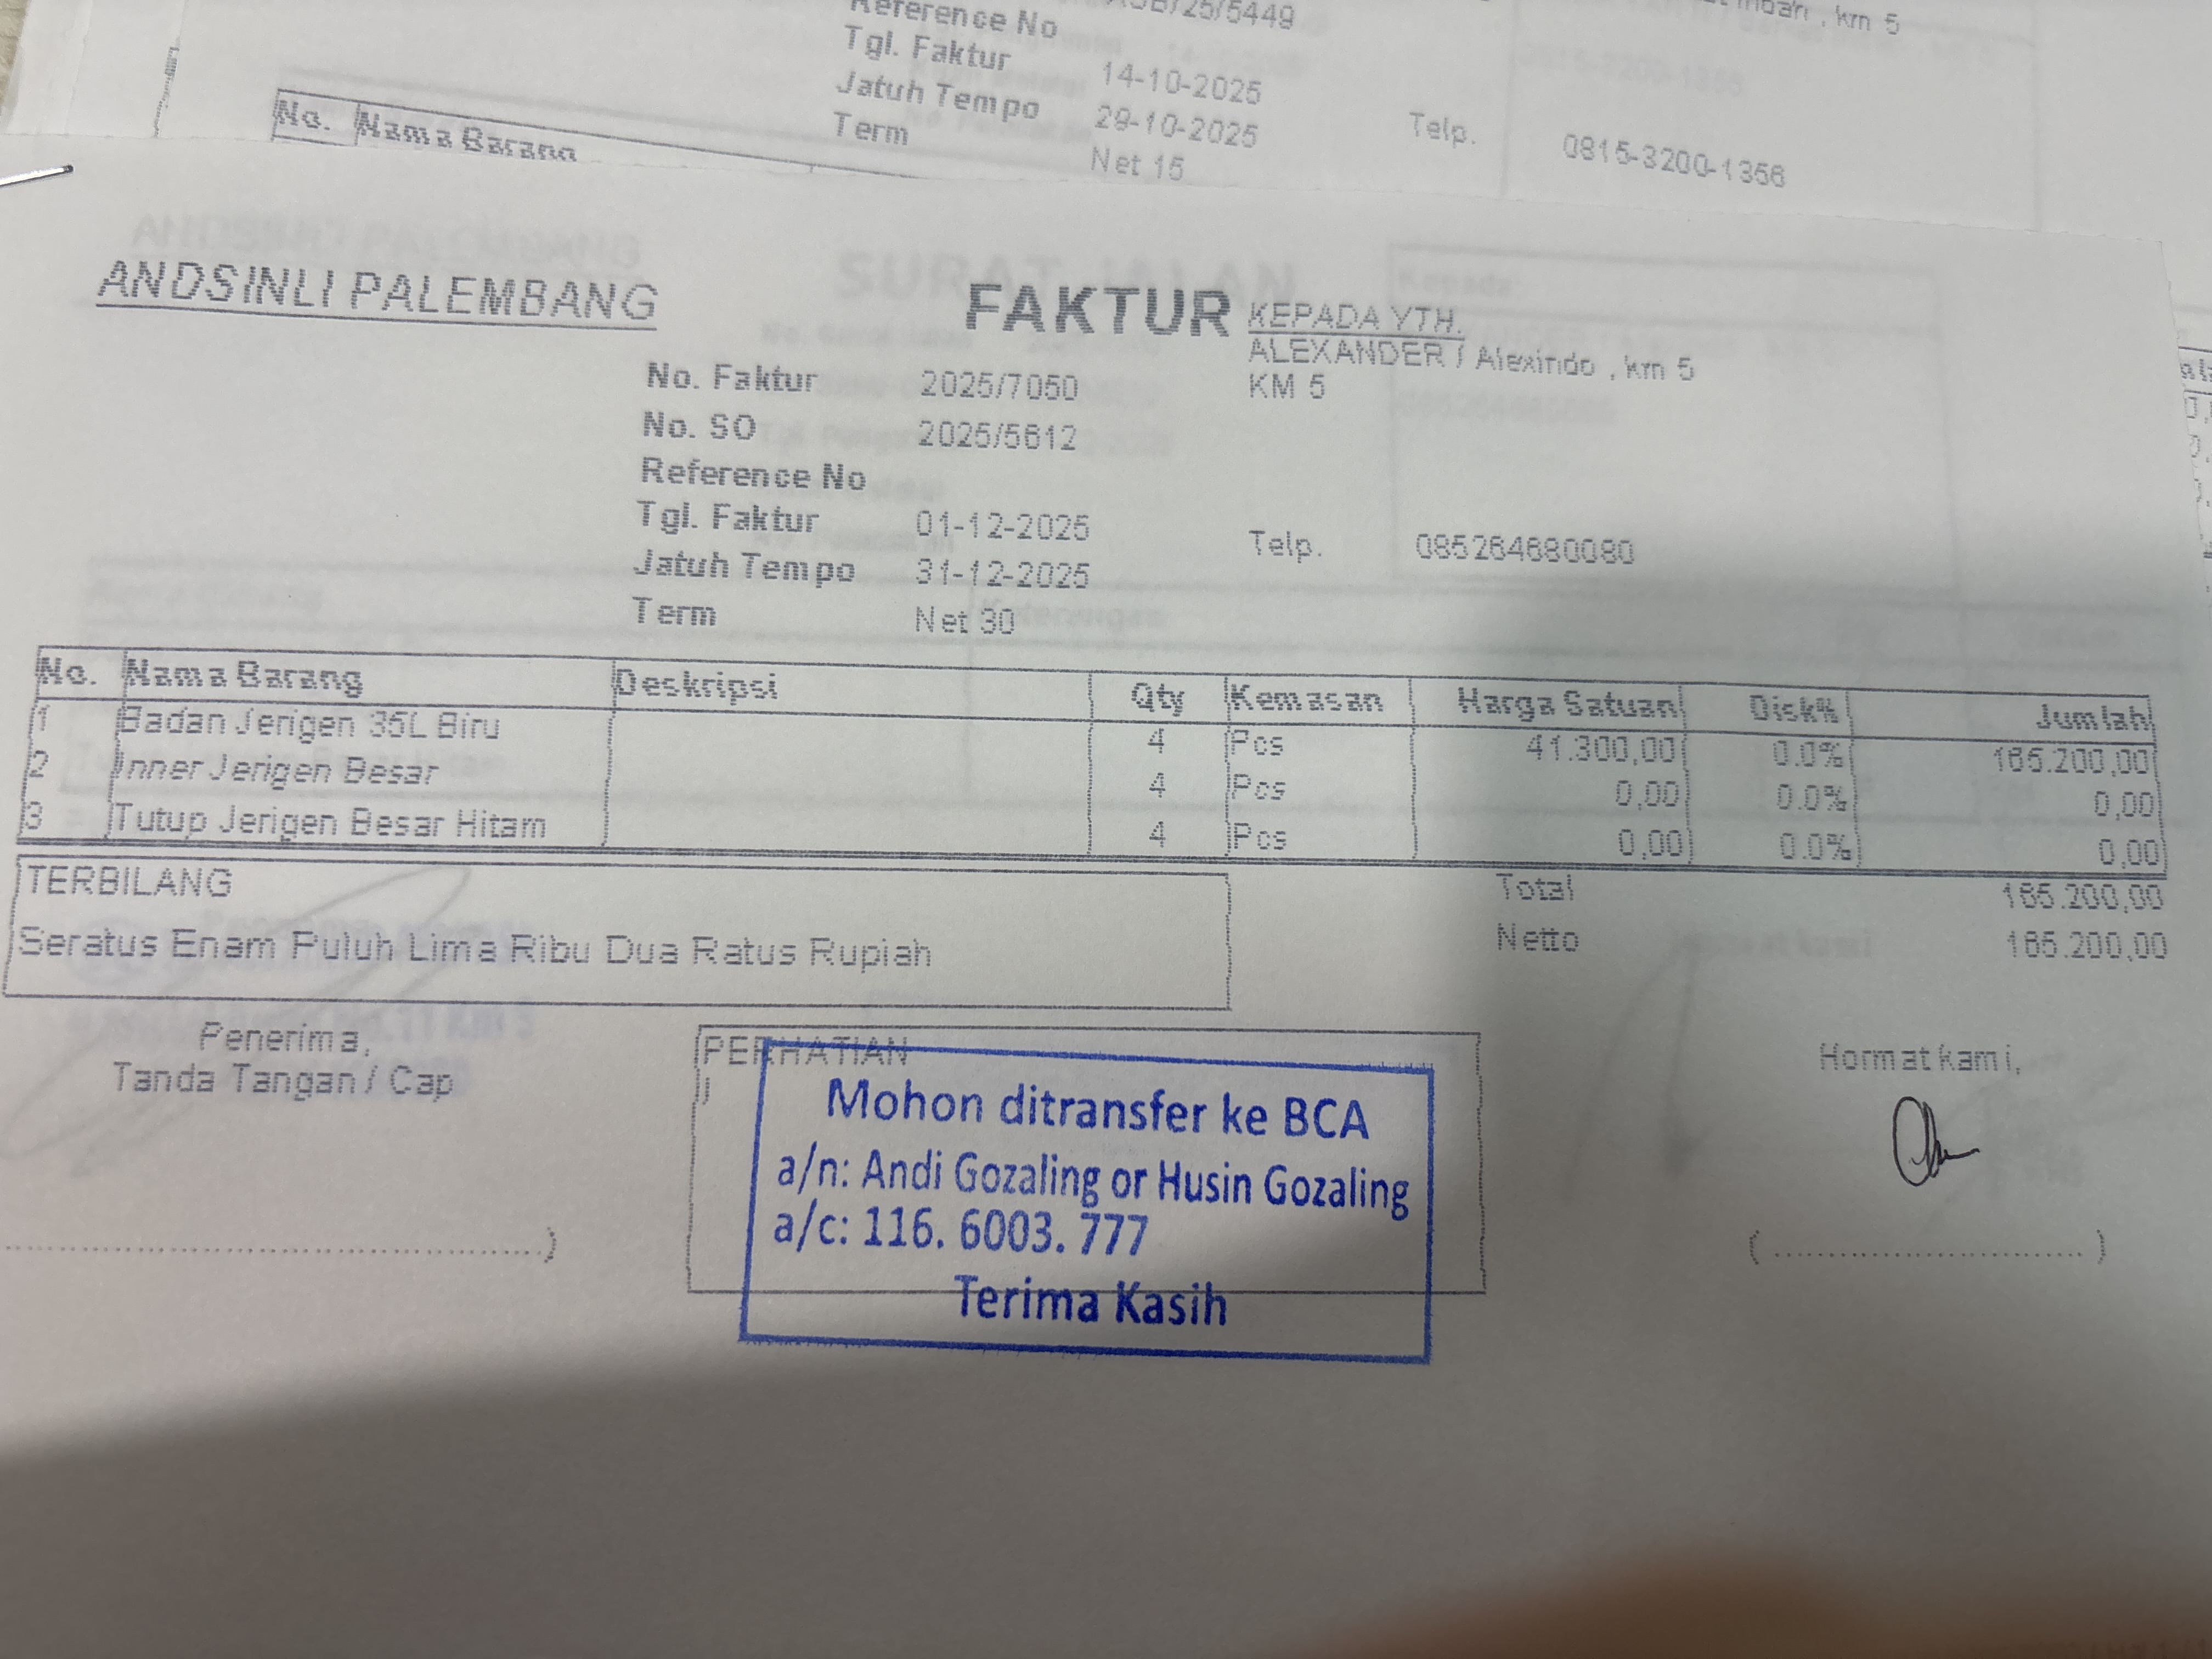 Reference No
/25/5449
Tgl. Faktur 14-10-2025
Jatuh Tempo 29-10-2025
Term Net 15
, km 5
Telp. 0815-3200-1356
No. Nama Barang
ANDSINLI PALEMBANG
FAKTUR
KEPADA YTH.
ALEXANDER / Alexindo , km 5
KM 5
No. Faktur 2025/7050
No. SO 2025/5612
Reference No
Tgl. Faktur 01-12-2025
Jatuh Tempo 31-12-2025
Term Net 30
Telp. 085264680080
No. Nama Barang Deskripsi Qty Kemasan Harga Satuan Disk% Jumlah
1 Badan Jerigen 35L Biru 4 Pcs 41.300,00 0.0% 165.200,00
2 Inner Jerigen Besar 4 Pcs 0,00 0.0% 0,00
3 Tutup Jerigen Besar Hitam 4 Pcs 0,00 0.0% 0,00
TERBILANG
Seratus Enam Puluh Lima Ribu Dua Ratus Rupiah
Total 165.200,00
Netto 165.200,00
Penerima,
Tanda Tangan / Cap
PERHATIAN
Mohon ditransfer ke BCA
a/n: Andi Gozaling or Husin Gozaling
a/c: 116. 6003. 777
Terima Kasih
Hormat kami,